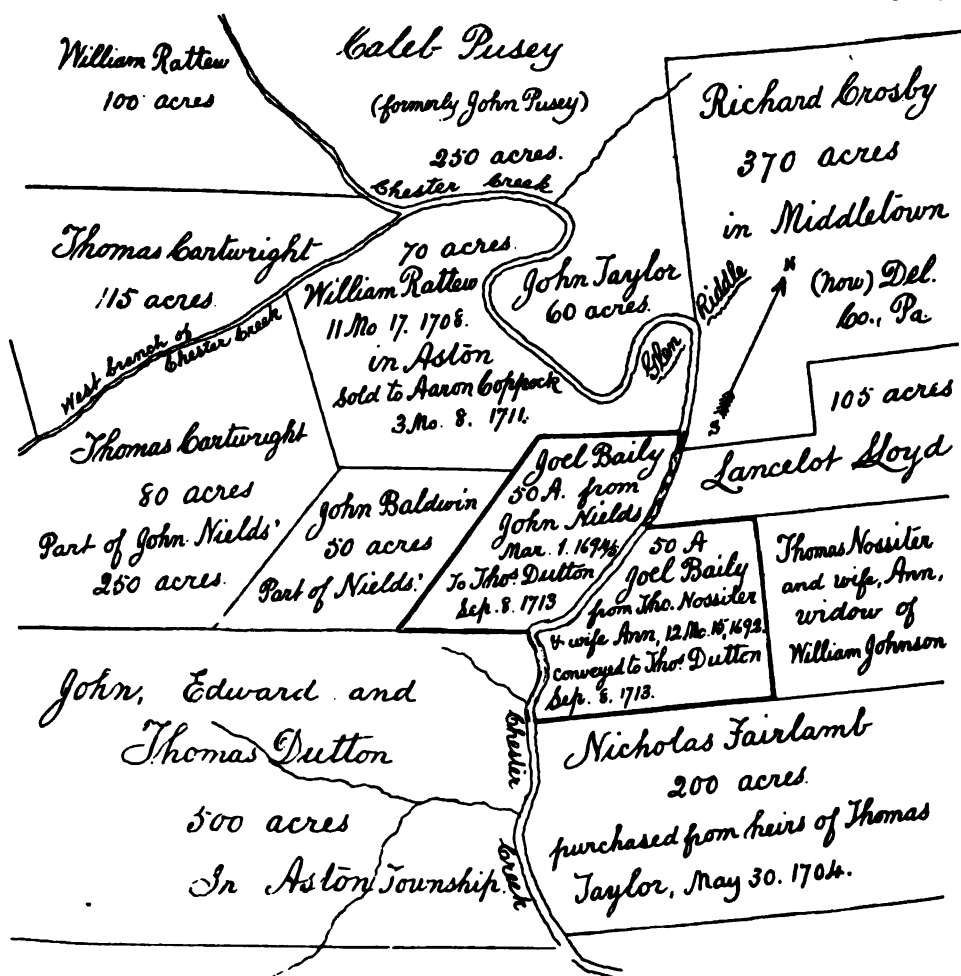 William Rattew
100 acres
Caleb Pusey
(formerly John Pusey)
250 acres.
Chester Creek
Richard Crosby
370 acres
in Middletown
(now) Del.
Co., Pa.
Thomas Cartwright
115 acres.
West branch of
Chester Creek
70 acres.
William Rattew
11 Mo 17. 1708.
in Aston
Sold to Aaron Coppock
3 Mo. 8. 1711.
John Taylor
60 acres.
Glen Riddle
N
S
105 acres
Lancelot Lloyd
Thomas Cartwright
80 acres
Part of John Nields'
250 acres.
John Baldwin
50 acres
Part of Nields'
Joel Baily
50 A. from
John Nields
Mar. 1. 1694/5
To Thos. Dutton
Sep. 8. 1713
50 A
Joel Baily
from Tho. Nossiter
& wife Ann, 12 Mo. 15, 1692.
conveyed to Thos. Dutton
Sep. 8. 1713.
Thomas Nossiter
and wife, Ann,
widow of
William Johnson
John, Edward and
Thomas Dutton
500 acres
In Aston Township.
Chester Creek
Nicholas Fairlamb
200 acres.
purchased from heirs of Thomas
Taylor, May 30. 1704.